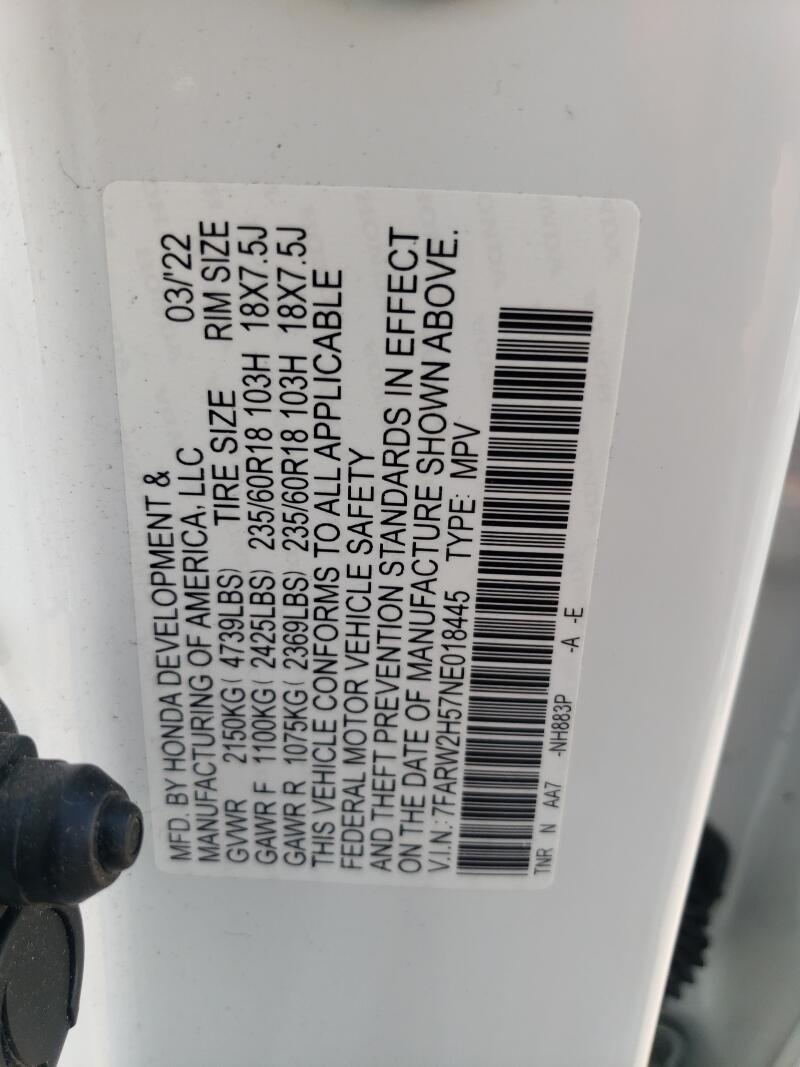 MFD. BY HONDA DEVELOPMENT & 03/'22
MANUFACTURING OF AMERICA, LLC
TIRE SIZE RIM SIZE
GVWR 2150KG( 4739LBS)
GAWR F 1100KG( 2425LBS) 235/60R18 103H 18X7.5J
GAWR R 1075KG( 2369LBS) 235/60R18 103H 18X7.5J
THIS VEHICLE CONFORMS TO ALL APPLICABLE
FEDERAL MOTOR VEHICLE SAFETY
AND THEFT PREVENTION STANDARDS IN EFFECT
ON THE DATE OF MANUFACTURE SHOWN ABOVE.
V.I.N.: 7FARW2H57NE018445 TYPE: MPV
TNR N AA7 -NH883P -A -E